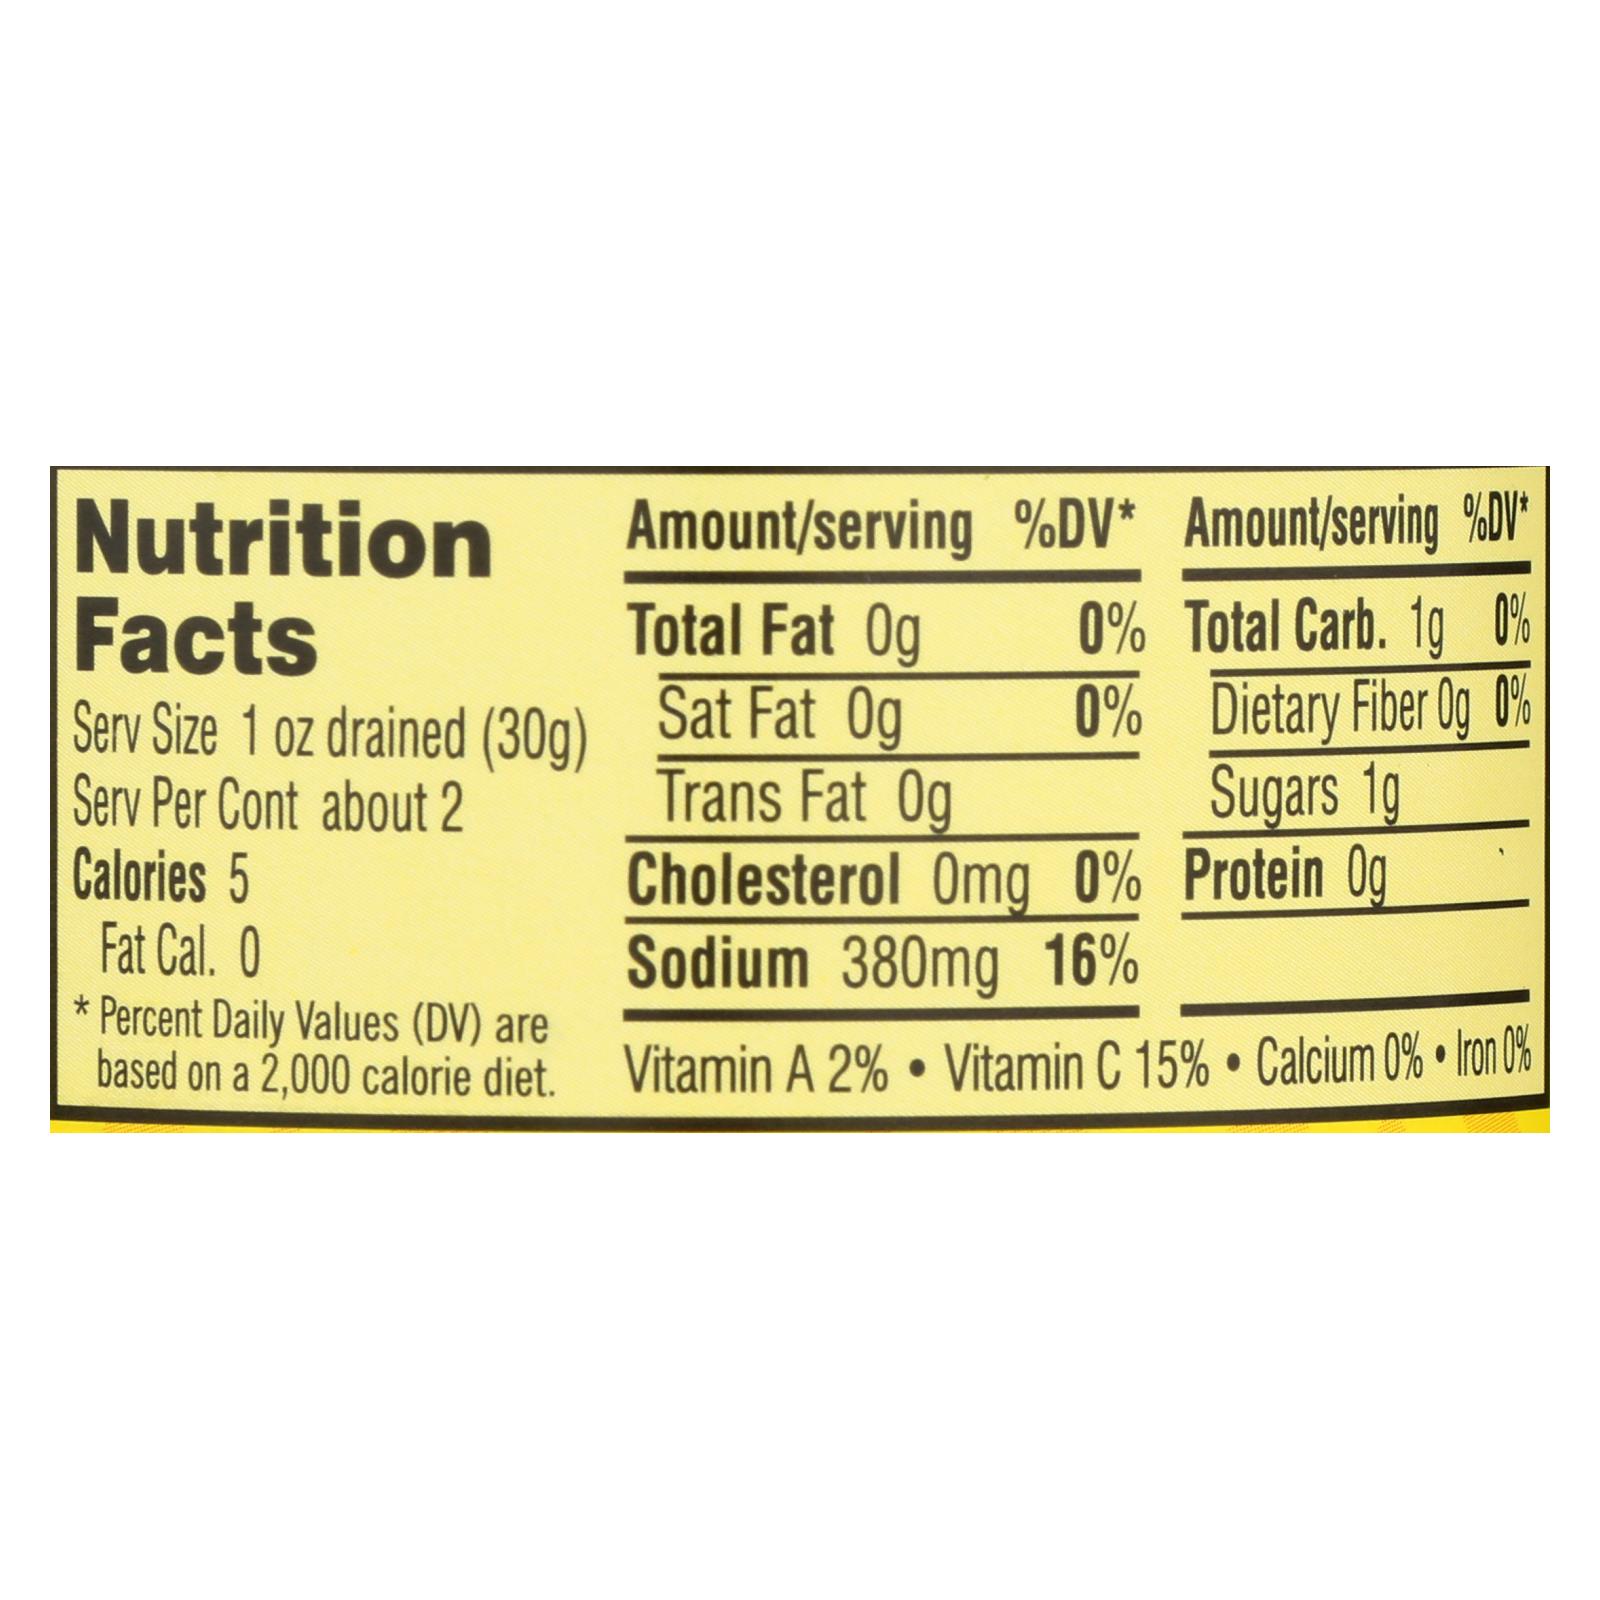 Nutrition
Facts
Serv Size 1 oz drained (30g)
Serv Per Cont about 2
Calories 5
Fat Cal. 0
* Percent Daily Values (DV) are
based on a 2,000 calorie diet.
Amount/serving %DV*
Total Fat 0g 0%
Sat Fat 0g 0%
Trans Fat 0g
Cholesterol 0mg 0%
Sodium 380mg 16%
Amount/serving %DV*
Total Carb. 1g 0%
Dietary Fiber 0g 0%
Sugars 1g
Protein 0g
Vitamin A 2% • Vitamin C 15% • Calcium 0% • Iron 0%